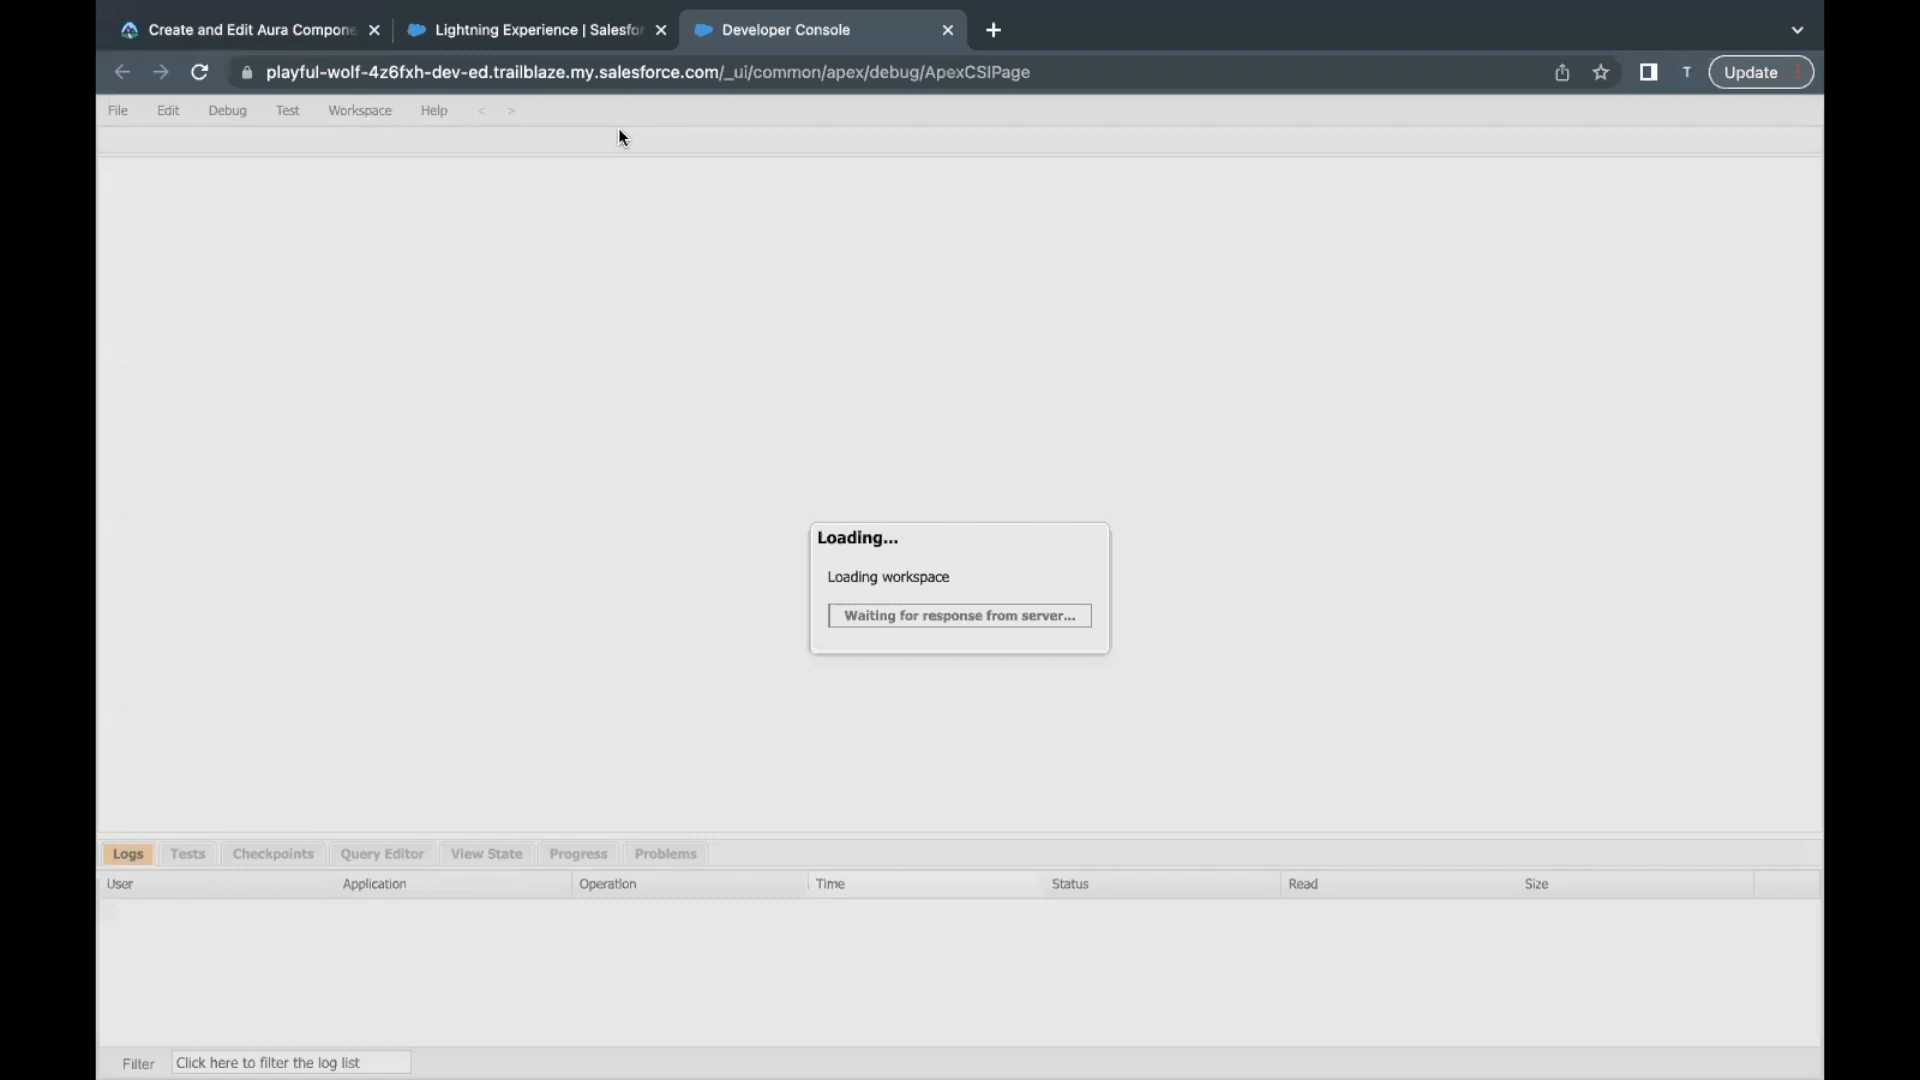 Create and Edit Aura Compone
Lightning Experience | Salesfor
Developer Console
playful-wolf-4z6fxh-dev-ed.trailblaze.my.salesforce.com/_ui/common/apex/debug/ApexCSIPage
T
Update
File Edit Debug Test Workspace Help < >
Loading...
Loading workspace
Waiting for response from server...
Logs Tests Checkpoints Query Editor View State Progress Problems
User Application Operation Time Status Read Size
Filter Click here to filter the log list